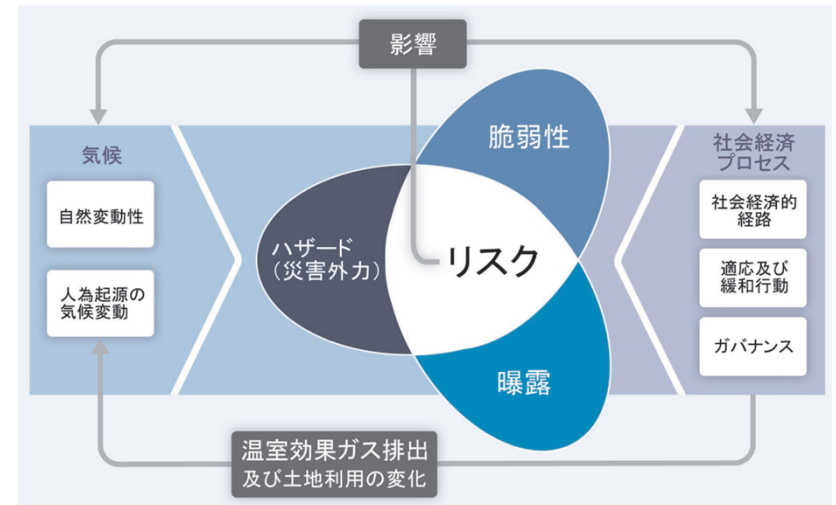 影響
気候
自然変動性
人為起源の
気候変動
ハザード
（災害外力）
脆弱性
リスク
曝露
社会経済
プロセス
社会経済的
経路
適応及び
緩和行動
ガバナンス
温室効果ガス排出
及び土地利用の変化